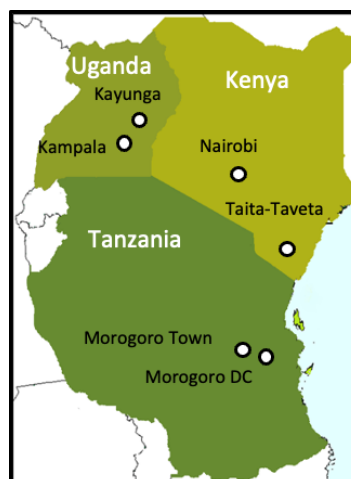 Uganda
Kenya
Kayunga
Kampala
Nairobi
Taita-Taveta
Tanzania
Morogoro Town
Morogoro DC